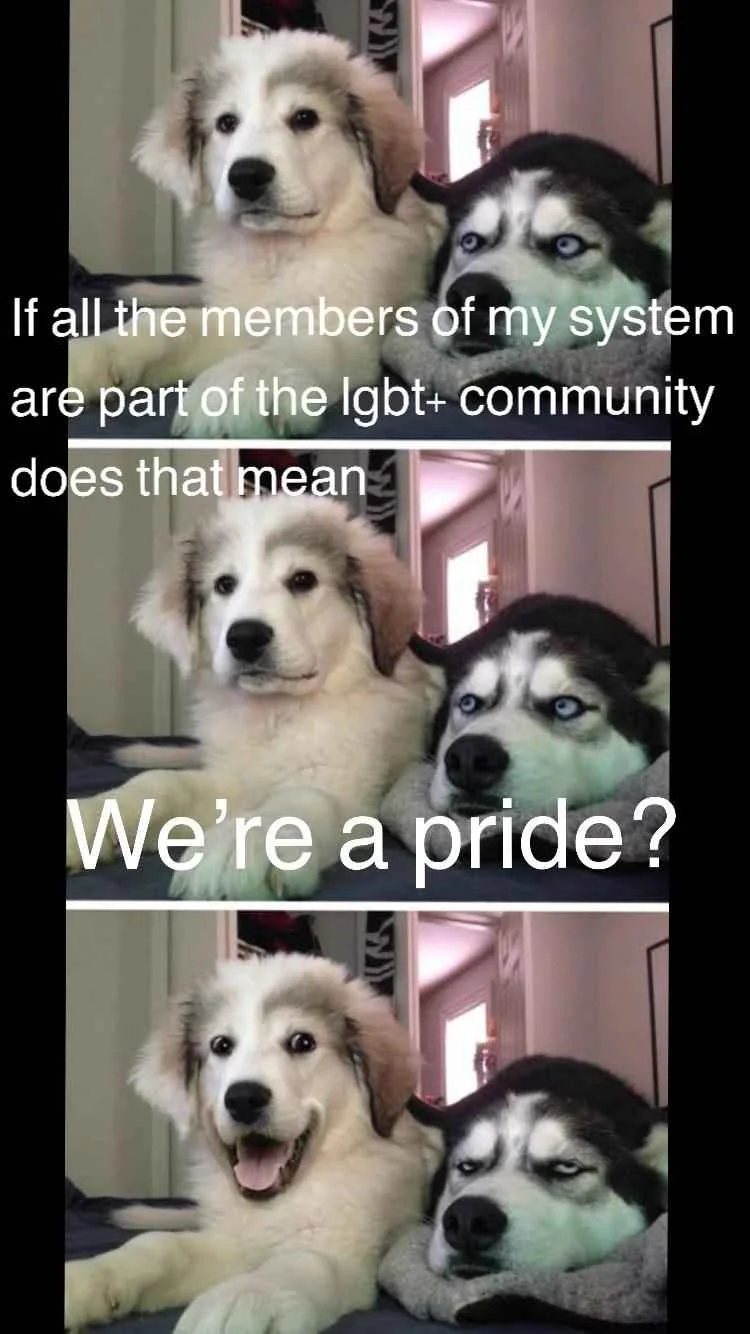 If all the members of my system
are part of the lgbt+ community
does that mean
We're a pride?